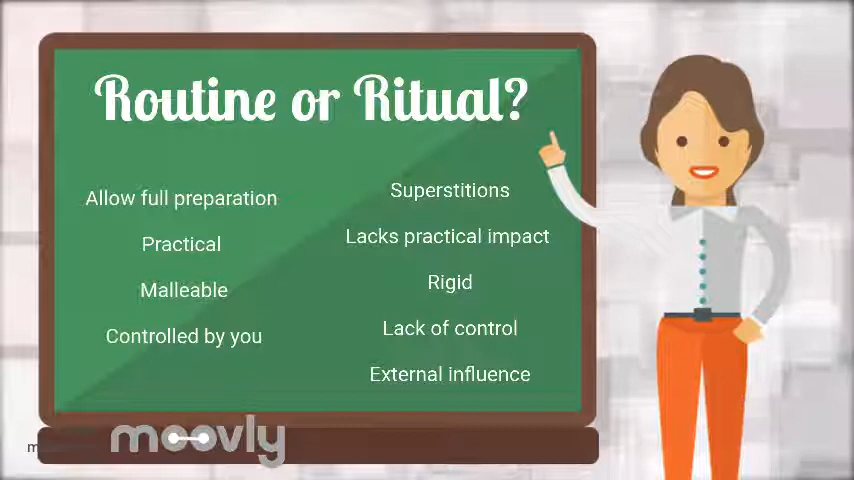 Routine or Ritual?
Allow full preparation
Practical
Malleable
Controlled by you
Superstitions
Lacks practical impact
Rigid
Lack of control
External influence
moovly